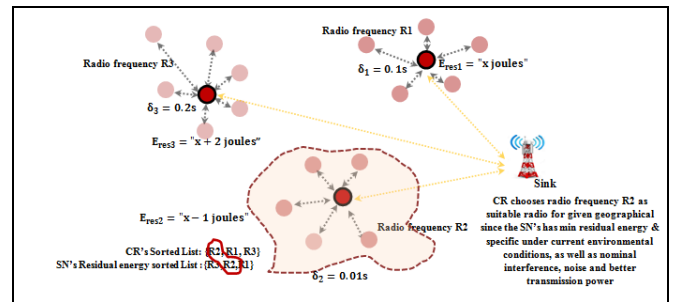 Radio frequency R1
Radio frequency R3
δ₁ = 0.1s
E_res1 = "x joules"
δ₃ = 0.2s
E_res3 = "x + 2 joules"
Sink
CR chooses radio frequency R2 as
suitable radio for given geographical
since the SN's has min residual energy &
specific under current environmental
conditions, as well as nominal
interference, noise and better
transmission power
E_res2 = "x − 1 joules"
Radio frequency R2
CR's Sorted List: {R2, R1, R3}
SN's Residual energy sorted List: {R3,R2,R1}
δ₂ = 0.01s